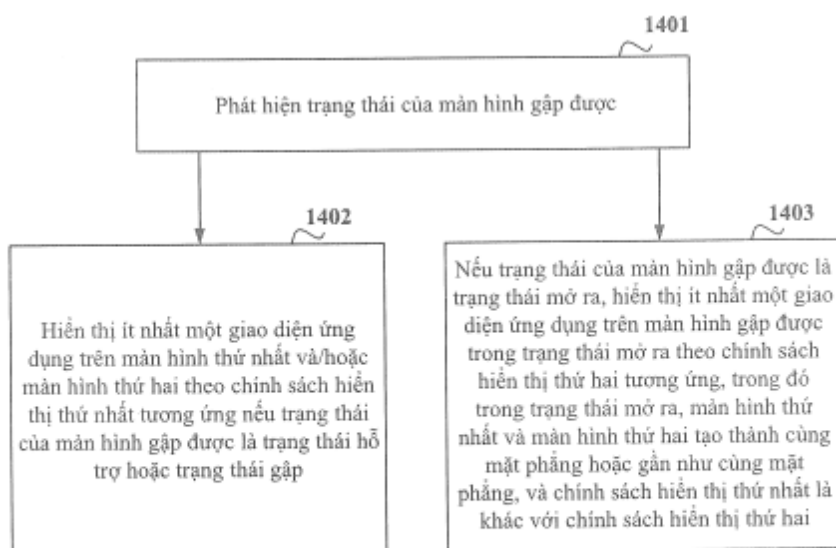 1401
Phát hiện trạng thái của màn hình gập được
1402
Hiển thị ít nhất một giao diện ứng
dụng trên màn hình thứ nhất và/hoặc
màn hình thứ hai theo chính sách hiển
thị thứ nhất tương ứng nếu trạng thái
của màn hình gập được là trạng thái hỗ
trợ hoặc trạng thái gập
1403
Nếu trạng thái của màn hình gập được là
trạng thái mở ra, hiển thị ít nhất một giao
diện ứng dụng trên màn hình gập được
trong trạng thái mở ra theo chính sách
hiển thị thứ hai tương ứng, trong đó
trong trạng thái mở ra, màn hình thứ
nhất và màn hình thứ hai tạo thành cùng
mặt phẳng hoặc gần như cùng mặt
phẳng, và chính sách hiển thị thứ nhất là
khác với chính sách hiển thị thứ hai